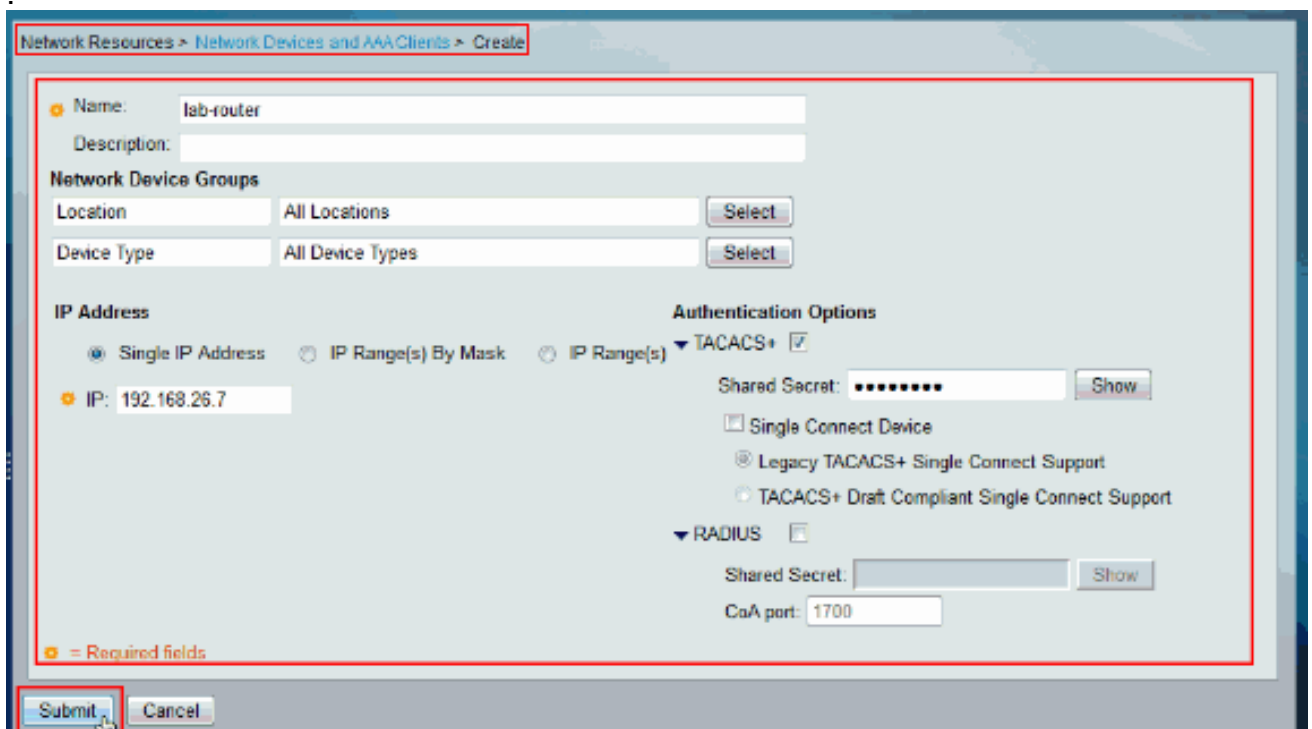 Network Resources > Network Devices and AAA Clients > Create
Name: lab-router
Description:
Network Device Groups
Location All Locations Select
Device Type All Device Types Select
IP Address
Single IP Address IP Range(s) By Mask IP Range(s)
IP: 192.168.26.7
Authentication Options
TACACS+
Shared Secret: •••••••• Show
Single Connect Device
Legacy TACACS+ Single Connect Support
TACACS+ Draft Compliant Single Connect Support
RADIUS
Shared Secret: Show
CoA port: 1700
= Required fields
Submit Cancel